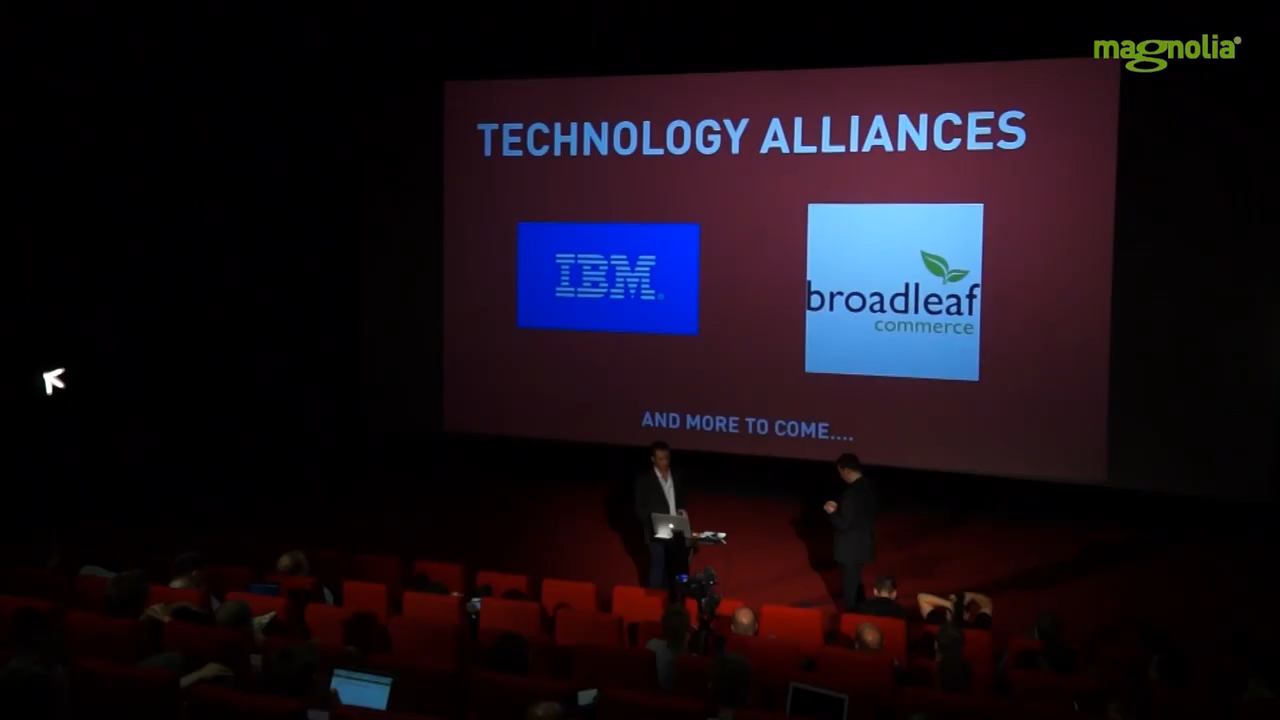 magnolia®
TECHNOLOGY ALLIANCES
IBM®
broadleaf
commerce
AND MORE TO COME....